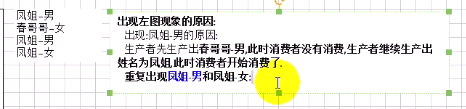 凤姐-男
春哥哥-女
凤姐-男
凤姐-女
出现左图现象的原因:
出现:凤姐-男的原因:
生产者先生产出春哥哥-男,此时消费者没有消费,生产者继续生产出
姓名为凤姐,此时消费者开始消费了.
重复出现凤姐-男和凤姐-女: